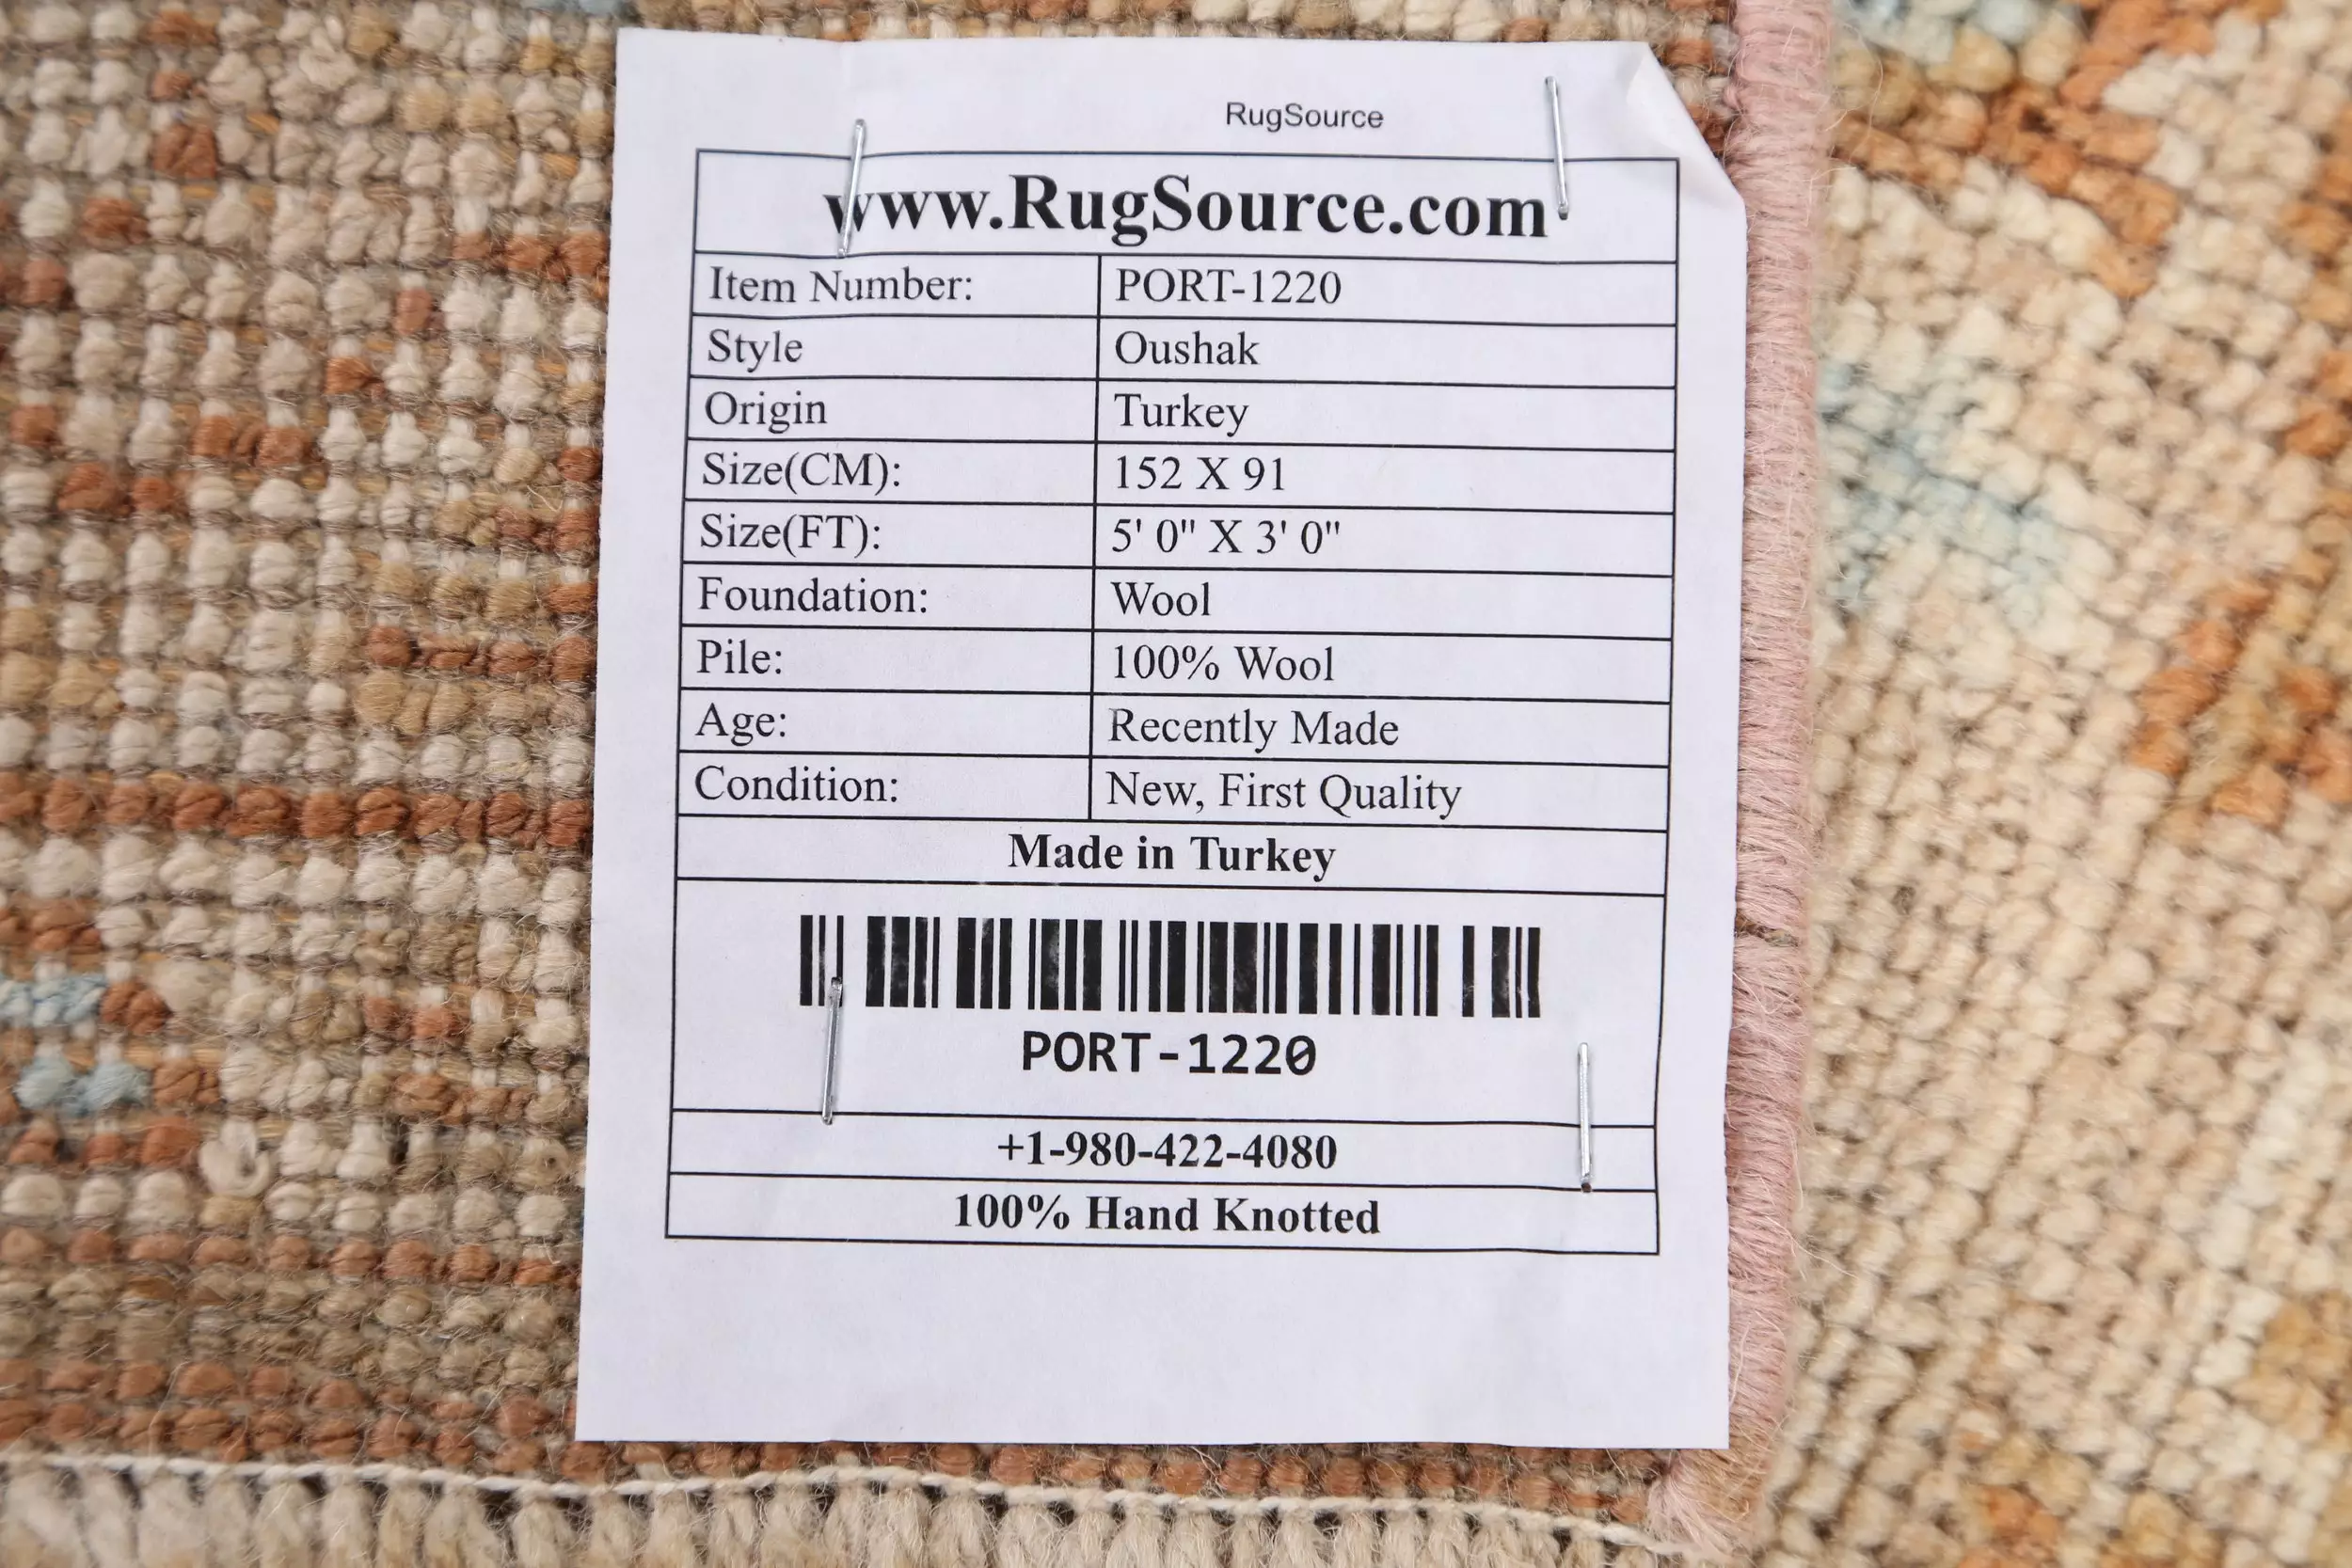 RugSource
www.RugSource.com
Item Number: PORT-1220
Style Oushak
Origin Turkey
Size(CM): 152 X 91
Size(FT): 5' 0" X 3' 0"
Foundation: Wool
Pile: 100% Wool
Age: Recently Made
Condition: New, First Quality
Made in Turkey
PORT-1220
+1-980-422-4080
100% Hand Knotted